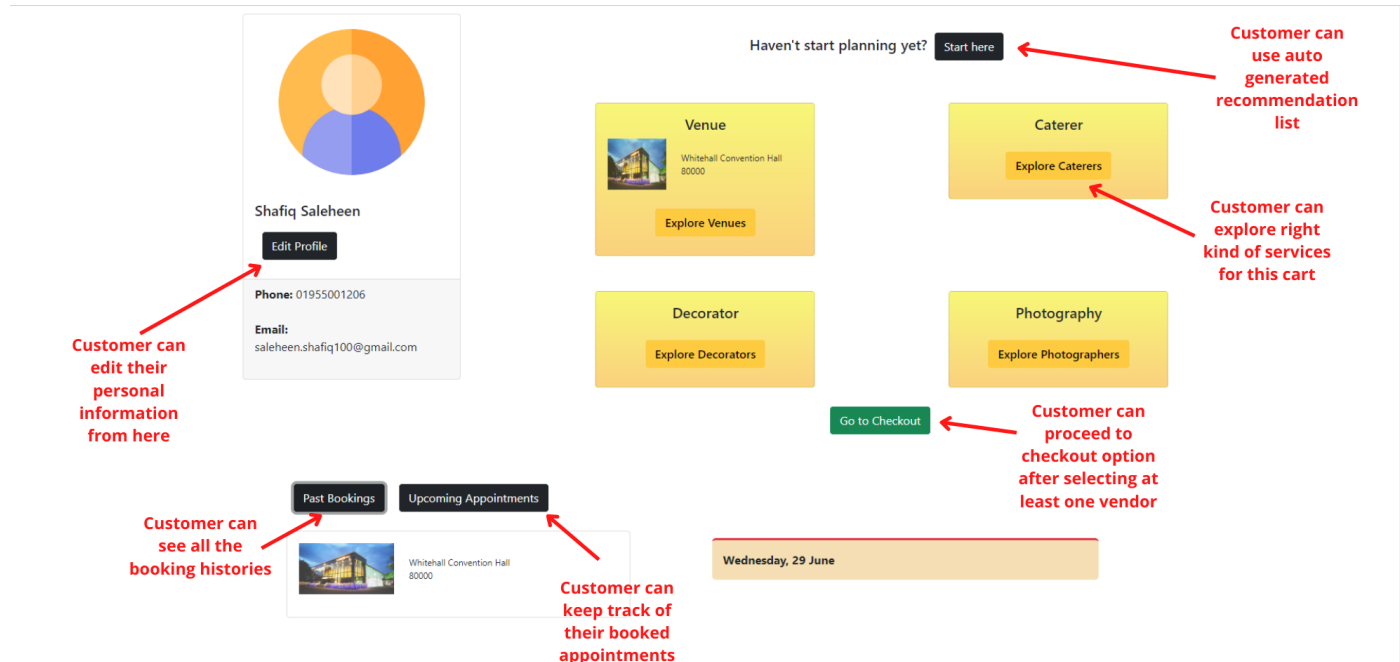 Haven't start planning yet?
Start here
Customer can
use auto
generated
recommendation
list
Shafiq Saleheen
Edit Profile
Phone: 01955001206
Email:
saleheen.shafiq100@gmail.com
Customer can
edit their
personal
information
from here
Venue
Whitehall Convention Hall
80000
Explore Venues
Caterer
Explore Caterers
Customer can
explore right
kind of services
for this cart
Decorator
Explore Decorators
Photography
Explore Photographers
Go to Checkout
Customer can
proceed to
checkout option
after selecting at
least one vendor
Past Bookings
Upcoming Appointments
Customer can
see all the
booking histories
Whitehall Convention Hall
80000
Customer can
keep track of
their booked
appointments
Wednesday, 29 June